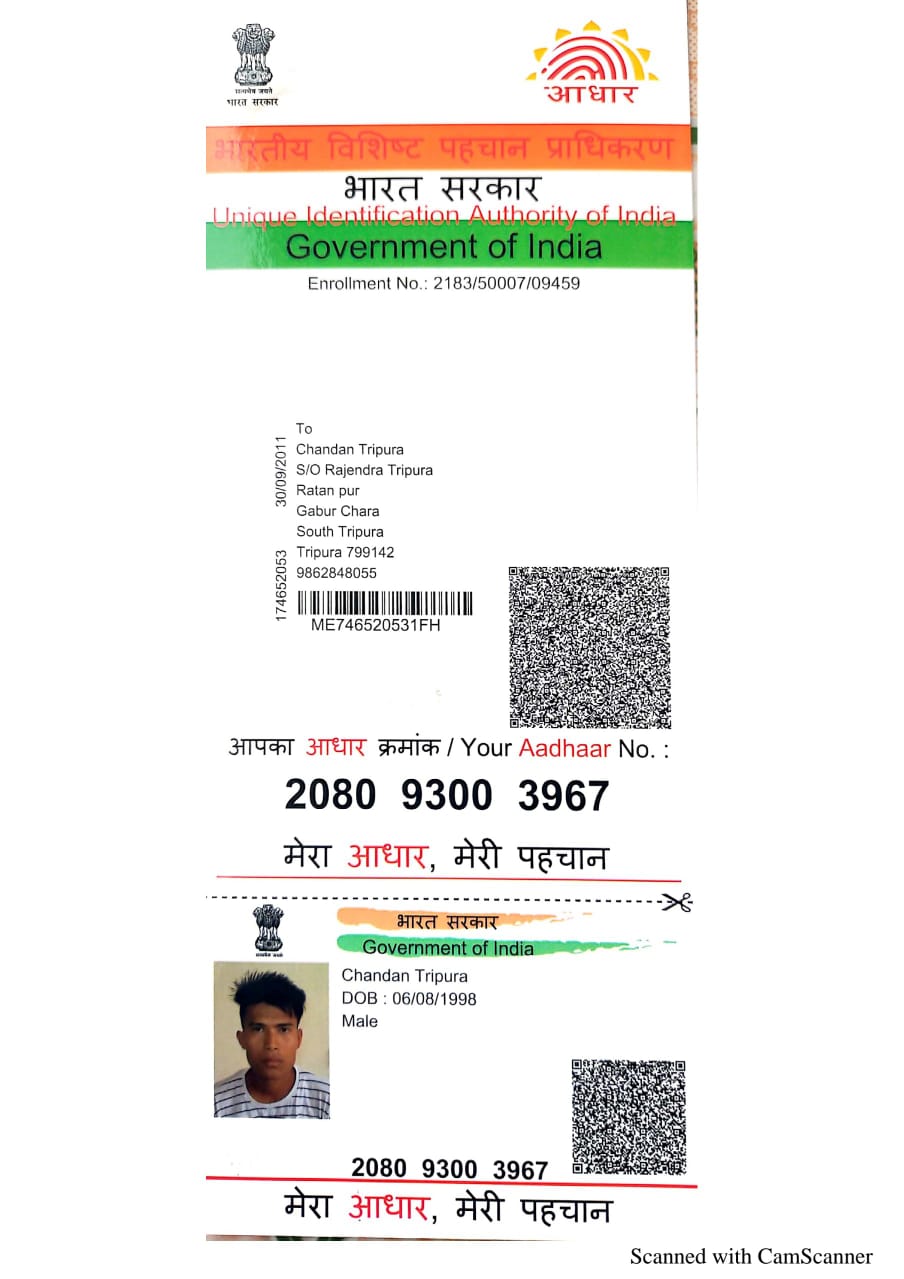 सत्यमेव जयते
भारत सरकार
आधार
भारतीय विशिष्ट पहचान प्राधिकरण
भारत सरकार
Unique Identification Authority of India
Government of India
Enrollment No.: 2183/50007/09459
To
Chandan Tripura
S/O Rajendra Tripura
Ratan pur
Gabur Chara
South Tripura
Tripura 799142
9862848055
174652053 30/09/2011
ME746520531FH
आपका आधार क्रमांक / Your Aadhaar No. :
2080 9300 3967
मेरा आधार, मेरी पहचान
सत्यमेव जयते
भारत सरकार
Government of India
Chandan Tripura
DOB : 06/08/1998
Male
2080 9300 3967
मेरा आधार, मेरी पहचान
Scanned with CamScanner